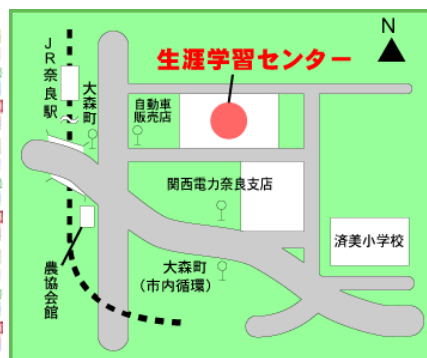 N
生涯学習センター
JR奈良駅
大森町
自動車
販売店
関西電力奈良支店
済美小学校
大森町
(市内循環)
農協会館